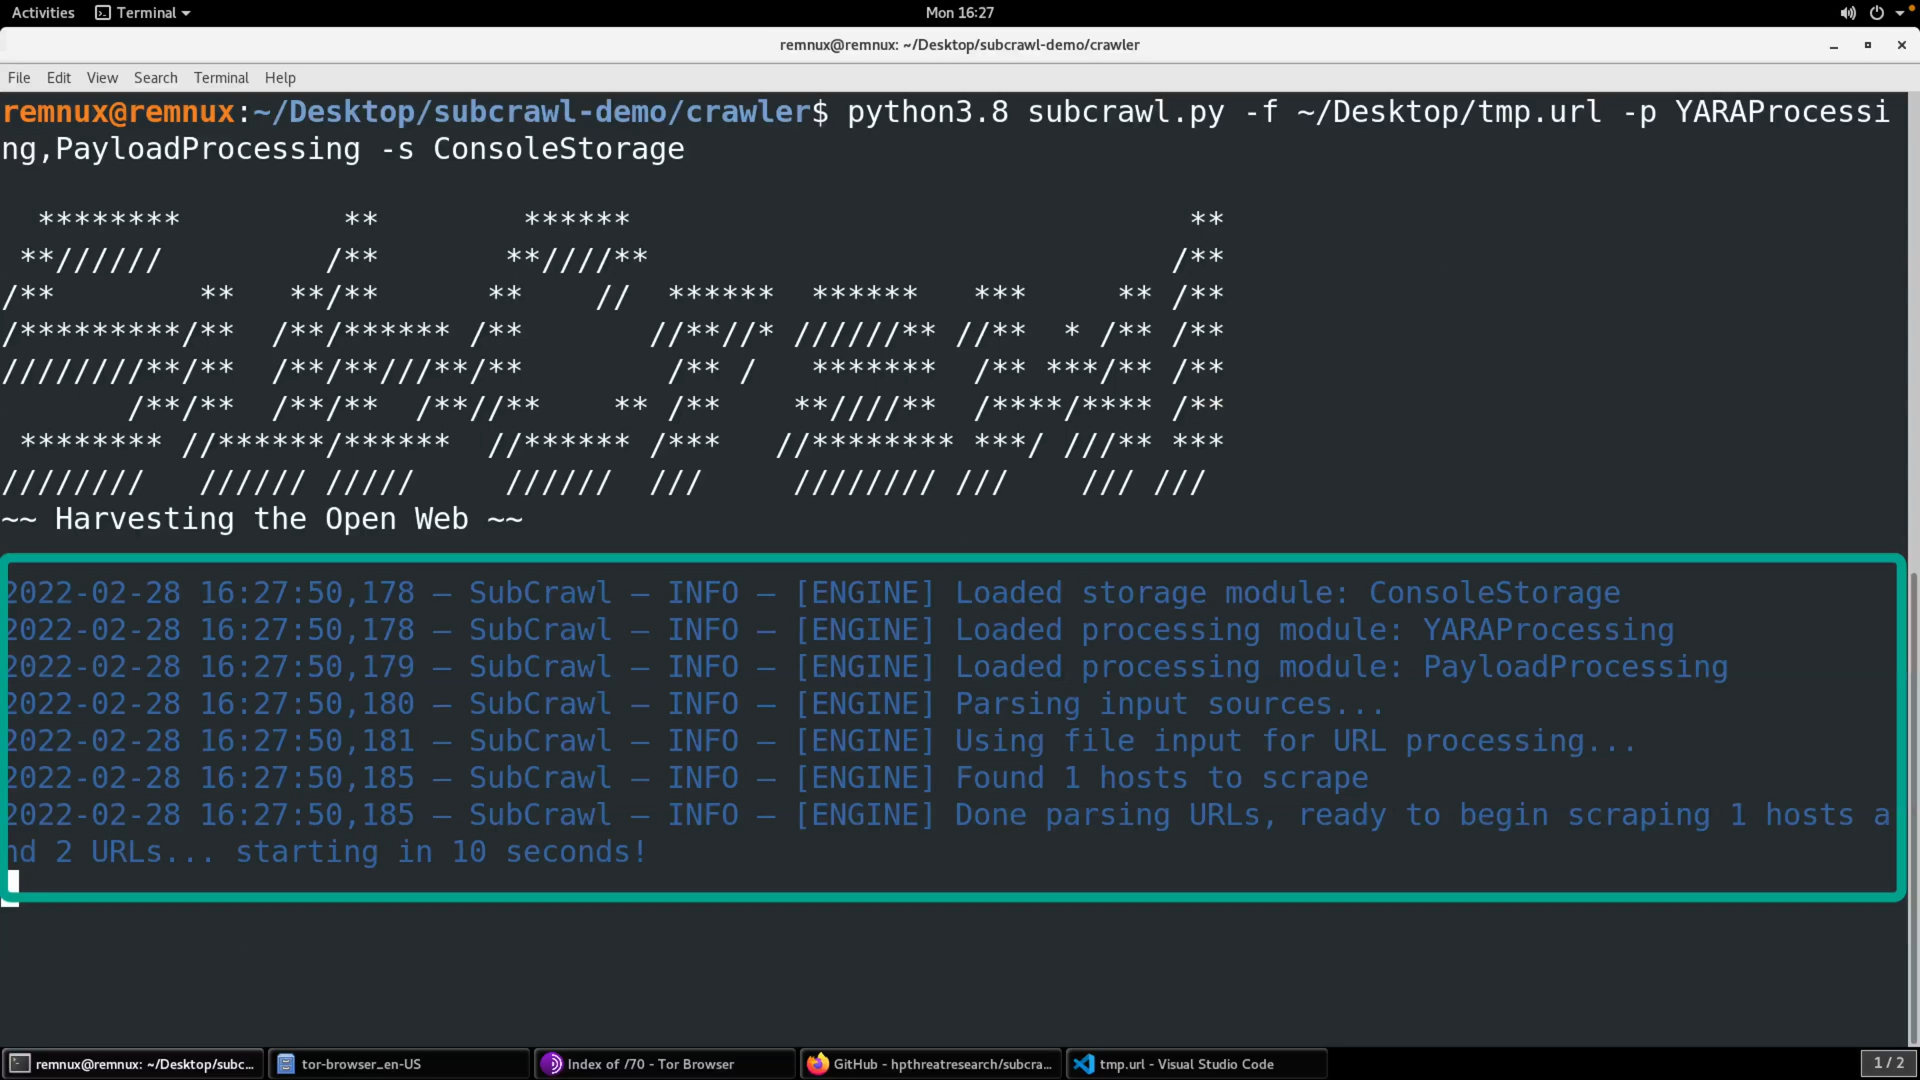 Activities Terminal Mon 16:27
remnux@remnux: ~/Desktop/subcrawl-demo/crawler
File Edit View Search Terminal Help
remnux@remnux:~/Desktop/subcrawl-demo/crawler$ python3.8 subcrawl.py -f ~/Desktop/tmp.url -p YARAProcessi
ng,PayloadProcessing -s ConsoleStorage
  ********         **        ******                               **
 **//////         /**       **////**                             /**
/**        **   **/**      **    //  ******  ******   ***     ** /**
/*********/**  /**/****** /**       //**//* //////** //**  * /** /**
////////**/**  /**/**///**/**        /** /   *******  /** ***/** /**
       /**/**  /**/**  /**//**    ** /**    **////**  /****/**** /**
 ******** //******/******  //****** /***   //******** ***/ ///** ***
////////   ////// /////     //////  ///     //////// ///    /// ///
~~ Harvesting the Open Web ~~
2022-02-28 16:27:50,178 – SubCrawl – INFO – [ENGINE] Loaded storage module: ConsoleStorage
2022-02-28 16:27:50,178 – SubCrawl – INFO – [ENGINE] Loaded processing module: YARAProcessing
2022-02-28 16:27:50,179 – SubCrawl – INFO – [ENGINE] Loaded processing module: PayloadProcessing
2022-02-28 16:27:50,180 – SubCrawl – INFO – [ENGINE] Parsing input sources...
2022-02-28 16:27:50,181 – SubCrawl – INFO – [ENGINE] Using file input for URL processing...
2022-02-28 16:27:50,185 – SubCrawl – INFO – [ENGINE] Found 1 hosts to scrape
2022-02-28 16:27:50,185 – SubCrawl – INFO – [ENGINE] Done parsing URLs, ready to begin scraping 1 hosts a
nd 2 URLs... starting in 10 seconds!
remnux@remnux: ~/Desktop/subc... tor-browser_en-US Index of /70 - Tor Browser GitHub - hpthreatresearch/subcra... tmp.url - Visual Studio Code 1 / 2